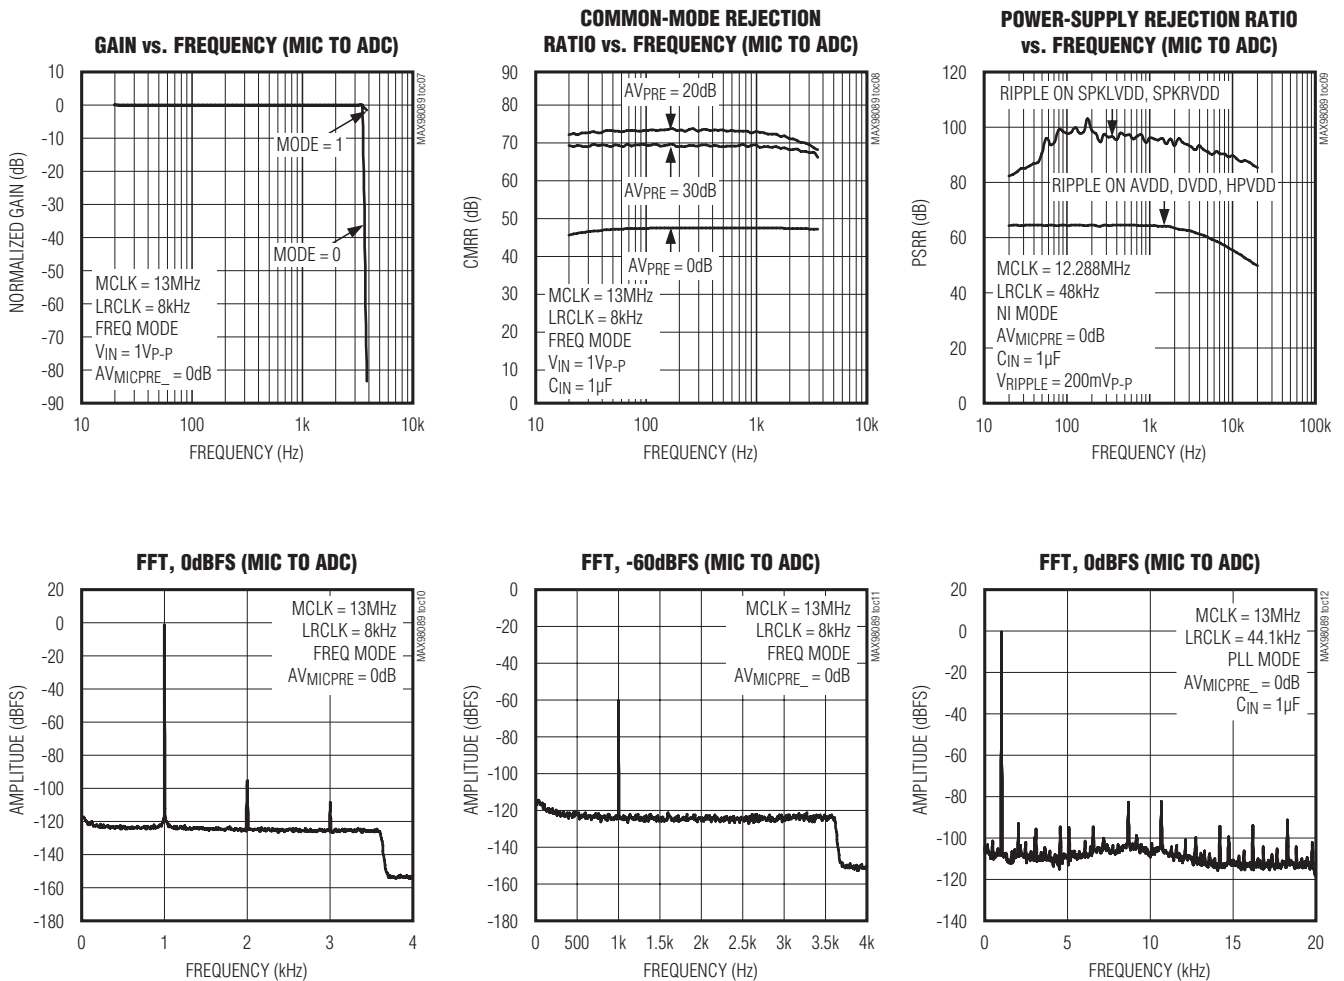 GAIN vs. FREQUENCY (MIC TO ADC)
10
0
-10
-20
-30
-40
-50
-60
-70
-80
-90
NORMALIZED GAIN (dB)
MAX98089 toc07
MODE = 1
MODE = 0
MCLK = 13MHz
LRCLK = 8kHz
FREQ MODE
VIN = 1VP-P
AVMICPRE_ = 0dB
10 100 1k 10k
FREQUENCY (Hz)
COMMON-MODE REJECTION
RATIO vs. FREQUENCY (MIC TO ADC)
90
80
70
60
50
40
30
20
10
0
CMRR (dB)
MAX98089 toc08
AVPRE = 20dB
AVPRE = 30dB
AVPRE = 0dB
MCLK = 13MHz
LRCLK = 8kHz
FREQ MODE
VIN = 1VP-P
CIN = 1µF
10 100 1k 10k
FREQUENCY (Hz)
POWER-SUPPLY REJECTION RATIO
vs. FREQUENCY (MIC TO ADC)
120
100
80
60
40
20
0
PSRR (dB)
MAX98089 toc09
RIPPLE ON SPKLVDD, SPKRVDD
RIPPLE ON AVDD, DVDD, HPVDD
MCLK = 12.288MHz
LRCLK = 48kHz
NI MODE
AVMICPRE = 0dB
CIN = 1µF
VRIPPLE = 200mVP-P
10 100 1k 10k 100k
FREQUENCY (Hz)
FFT, 0dBFS (MIC TO ADC)
20
0
-20
-40
-60
-80
-100
-120
-140
-160
-180
AMPLITUDE (dBFS)
MAX98089 toc10
MCLK = 13MHz
LRCLK = 8kHz
FREQ MODE
AVMICPRE_ = 0dB
0 1 2 3 4
FREQUENCY (kHz)
FFT, -60dBFS (MIC TO ADC)
0
-20
-40
-60
-80
-100
-120
-140
-160
-180
AMPLITUDE (dBFS)
MAX98089 toc11
MCLK = 13MHz
LRCLK = 8kHz
FREQ MODE
AVMICPRE_ = 0dB
0 500 1k 1.5k 2k 2.5k 3k 3.5k 4k
FREQUENCY (Hz)
FFT, 0dBFS (MIC TO ADC)
20
0
-20
-40
-60
-80
-100
-120
-140
AMPLITUDE (dBFS)
MAX98089 toc12
MCLK = 13MHz
LRCLK = 44.1kHz
PLL MODE
AVMICPRE_ = 0dB
CIN = 1µF
0 5 10 15 20
FREQUENCY (kHz)